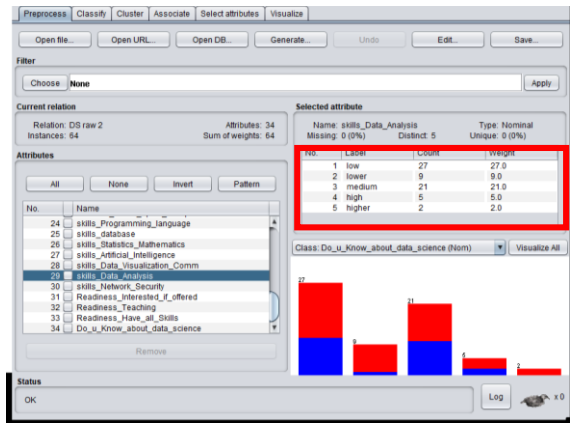 Preprocess Classify Cluster Associate Select attributes Visualize
Open file... Open URL... Open DB... Generate... Undo Edit... Save...
Filter
Choose None Apply
Current relation
Relation: DS raw 2 Attributes: 34
Instances: 64 Sum of weights: 64
Attributes
All None Invert Pattern
No. Name
24 skills_Programming_language
25 skills_database
26 skills_Statistics_Mathematics
27 skills_Artificial_Intelligence
28 skills_Data_Visualization_Comm
29 skills_Data_Analysis
30 skills_Network_Security
31 Readiness_Interested_if_offered
32 Readiness_Teaching
33 Readiness_Have_all_Skills
34 Do_u_Know_about_data_science
Remove
Selected attribute
Name: skills_Data_Analysis Type: Nominal
Missing: 0 (0%) Distinct: 5 Unique: 0 (0%)
No. Label Count Weight
1 low 27 27.0
2 lower 9 9.0
3 medium 21 21.0
4 high 5 5.0
5 higher 2 2.0
Class: Do_u_Know_about_data_science (Nom) Visualize All
27
9
21
5
2
Status
OK Log x 0